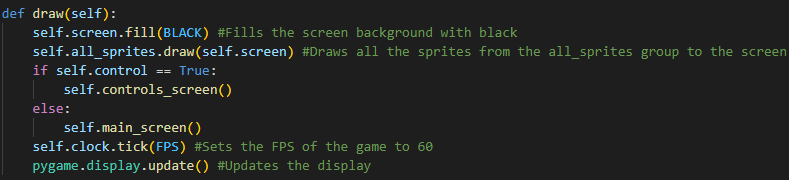 def draw(self):
    self.screen.fill(BLACK) #Fills the screen background with black
    self.all_sprites.draw(self.screen) #Draws all the sprites from the all_sprites group to the screen
    if self.control == True:
        self.controls_screen()
    else:
        self.main_screen()
    self.clock.tick(FPS) #Sets the FPS of the game to 60
    pygame.display.update() #Updates the display